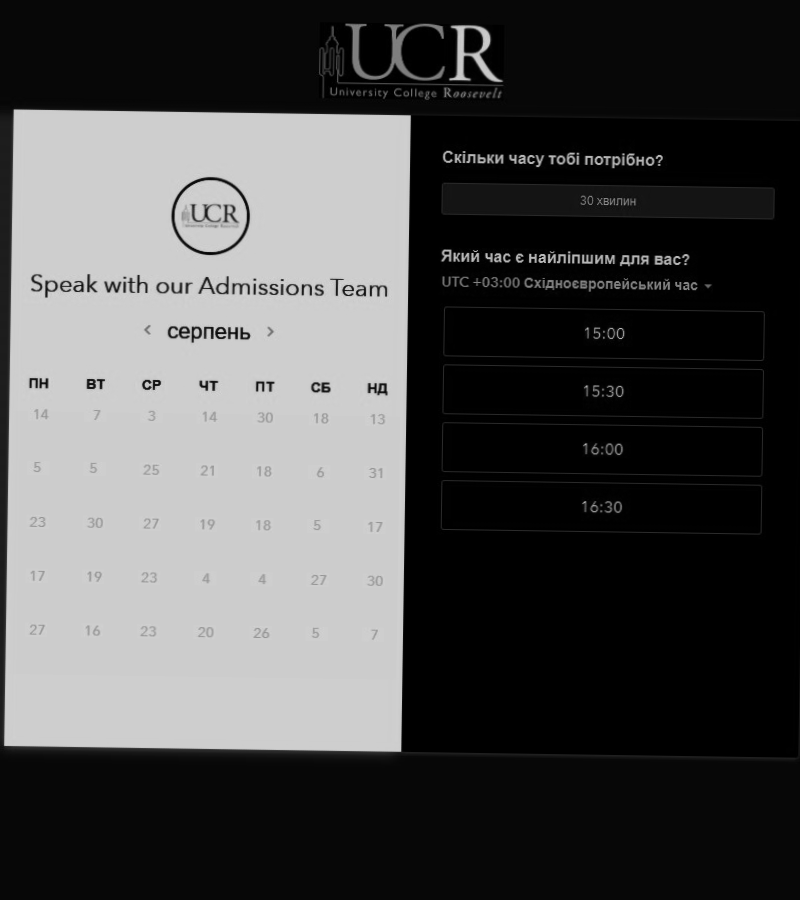 UCR
University College Roosevelt
UCR
University College Roosevelt
Speak with our Admissions Team
серпень
ПН ВТ СР ЧТ ПТ СБ НД
14 7 3 14 30 18 13
5 5 25 21 18 6 31
23 30 27 19 18 5 17
17 19 23 4 4 27 30
27 16 23 20 26 5 7
Скільки часу тобі потрібно?
30 хвилин
Який час є найліпшим для вас?
UTC +03:00 Східноєвропейський час
15:00
15:30
16:00
16:30